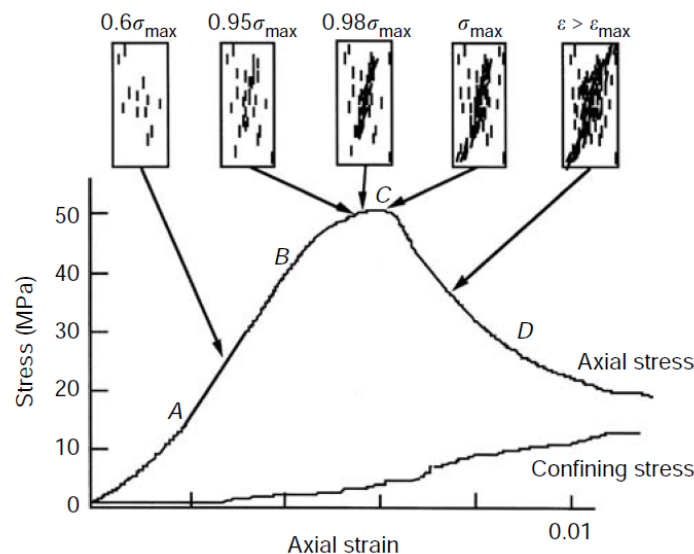 0.6σmax 0.95σmax 0.98σmax σmax ε > εmax
C
50
B
40
Stress (MPa)
30
D
Axial stress
20
A
10
Confining stress
0
0.01
Axial strain